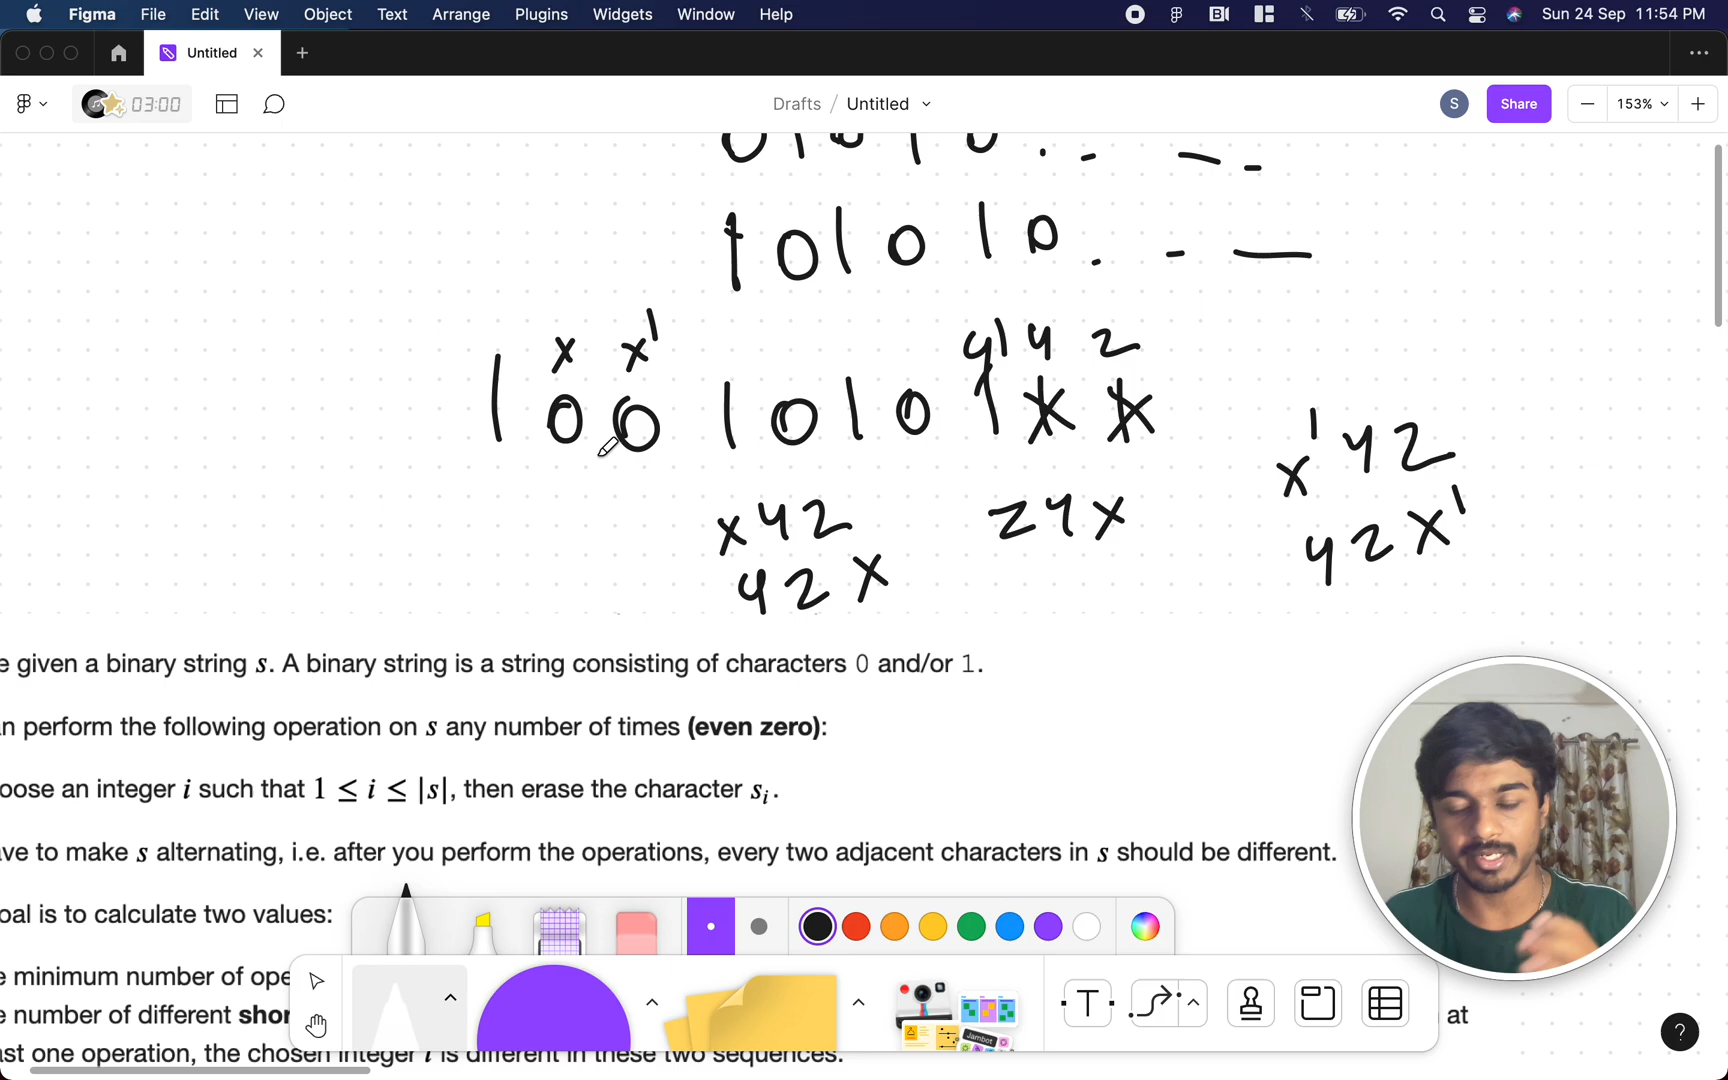 Figma File Edit View Object Text Arrange Plugins Widgets Window Help Sun 24 Sep 11:54 PM
Untitled
03:00 Drafts / Untitled S Share 153%
0 1 0 1 0 . - - -
1 0 1 0 1 0 . - —
x x' y' y z
1 0 0 1 0 1 0 1
x' y z
x y z z y x
y z x'
y z x
e given a binary string s. A binary string is a string consisting of characters 0 and/or 1.
n perform the following operation on s any number of times (even zero):
oose an integer i such that 1 ≤ i ≤ |s|, then erase the character sᵢ.
ve to make s alternating, i.e. after you perform the operations, every two adjacent characters in s should be different.
oal is to calculate two values:
e minimum number of ope
e number of different shor at
st one operation, the chosen integer i is different in these two sequences.
T
?